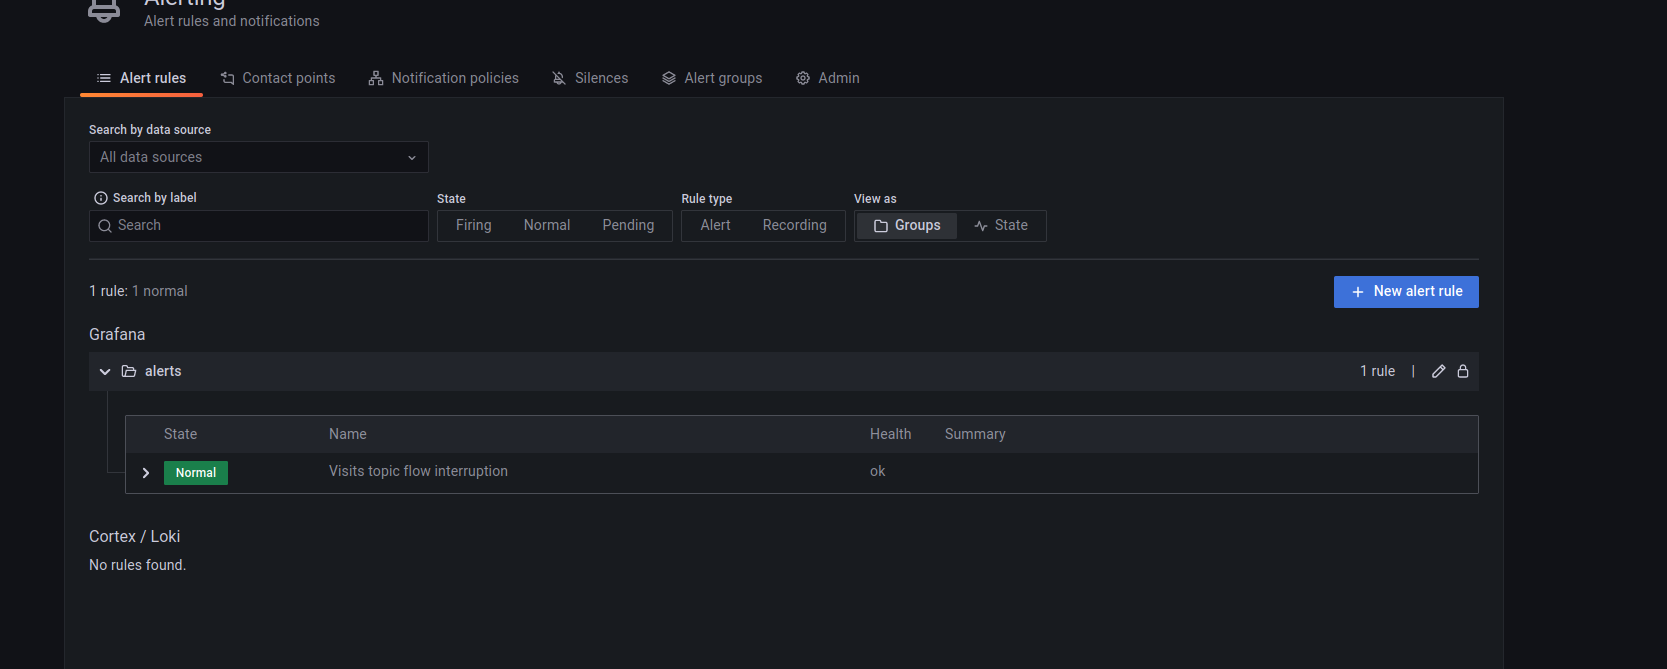 Alerting
Alert rules and notifications
Alert rules Contact points Notification policies Silences Alert groups Admin
Search by data source
All data sources
Search by label State Rule type View as
Search Firing Normal Pending Alert Recording Groups State
1 rule: 1 normal + New alert rule
Grafana
alerts 1 rule |
State Name Health Summary
Normal Visits topic flow interruption ok
Cortex / Loki
No rules found.